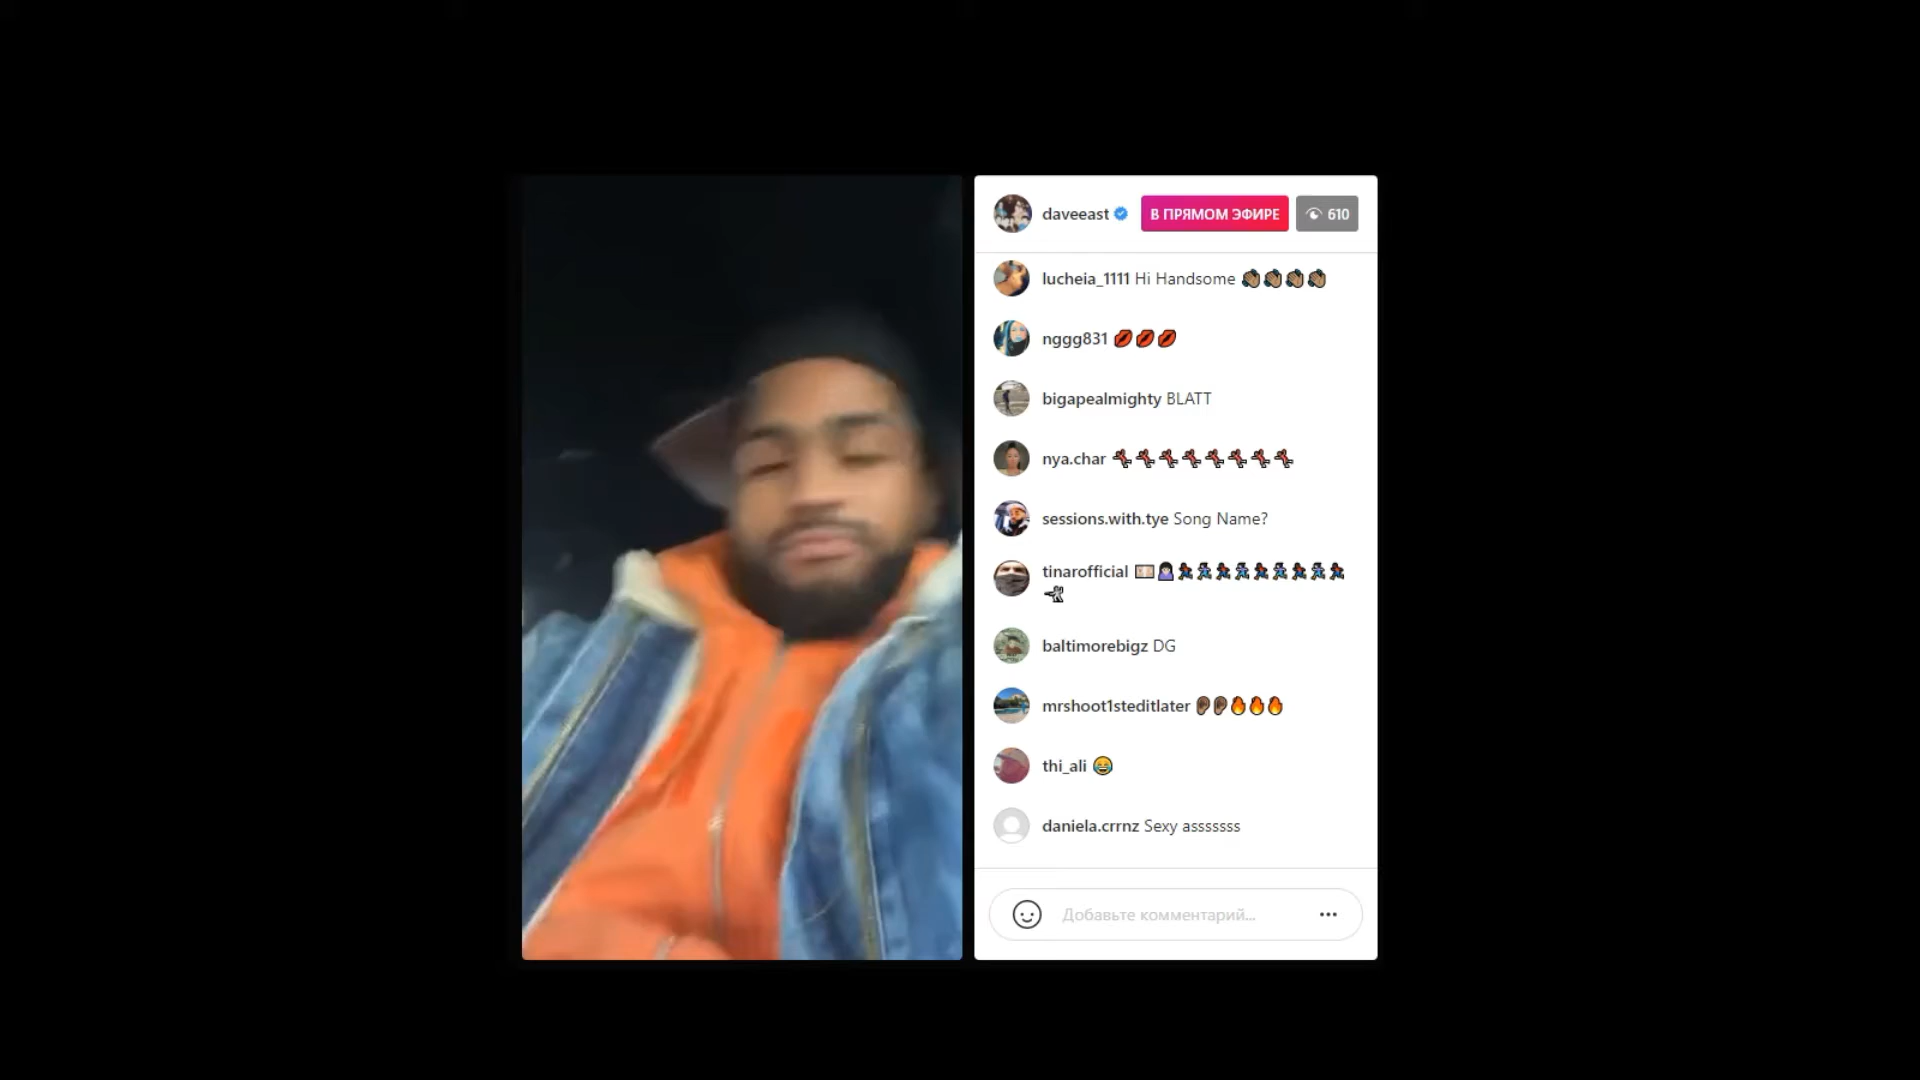 daveeast
В ПРЯМОМ ЭФИРЕ
610
lucheia_1111 Hi Handsome 👏🏽👏🏽👏🏽👏🏽
nggg831 💋💋💋
bigapealmighty BLATT
nya.char
sessions.with.tye Song Name?
tinarofficial
baltimorebigz DG
mrshoot1steditlater 👂🏿👂🏿🔥🔥🔥
thi_ali 😂
daniela.crrnz Sexy asssssss
Добавьте комментарий...